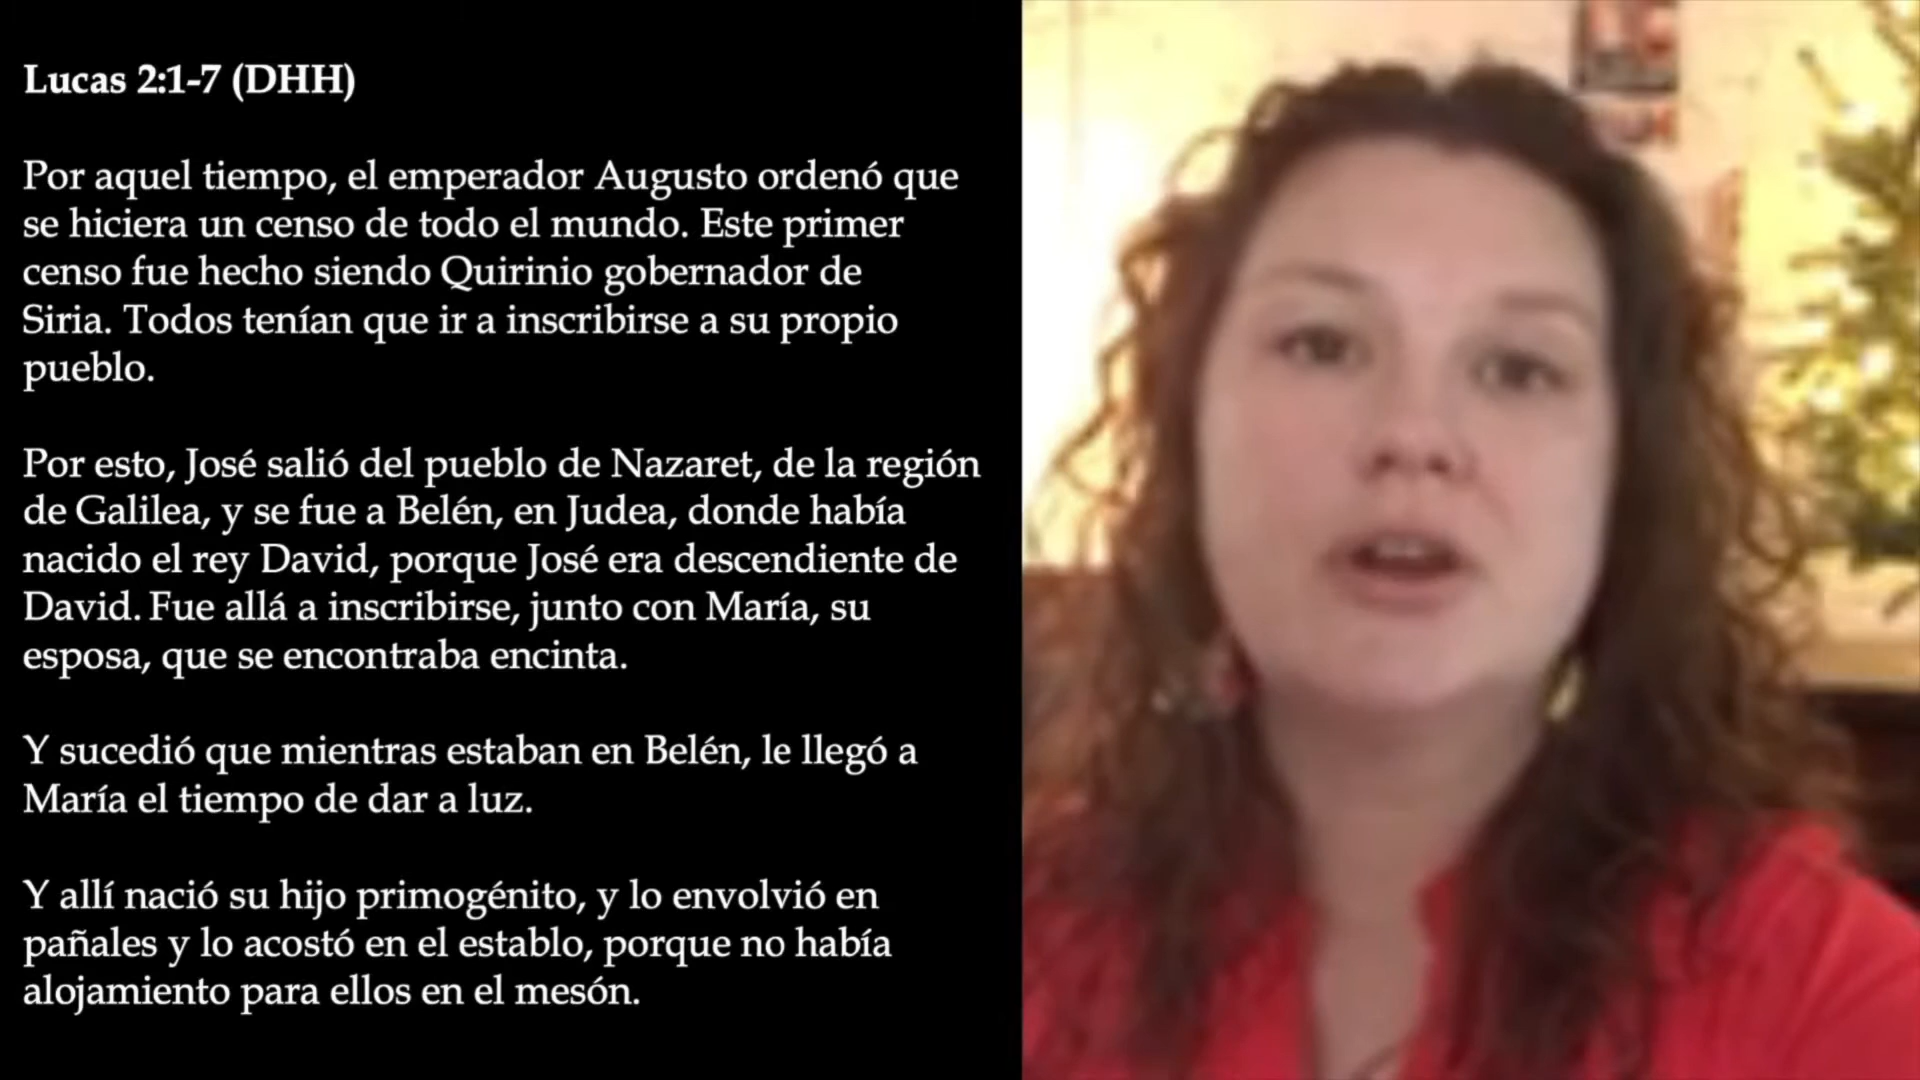 Lucas 2:1-7 (DHH)
Por aquel tiempo, el emperador Augusto ordenó que
se hiciera un censo de todo el mundo. Este primer
censo fue hecho siendo Quirinio gobernador de
Siria. Todos tenían que ir a inscribirse a su propio
pueblo.
Por esto, José salió del pueblo de Nazaret, de la región
de Galilea, y se fue a Belén, en Judea, donde había
nacido el rey David, porque José era descendiente de
David. Fue allá a inscribirse, junto con María, su
esposa, que se encontraba encinta.
Y sucedió que mientras estaban en Belén, le llegó a
María el tiempo de dar a luz.
Y allí nació su hijo primogénito, y lo envolvió en
pañales y lo acostó en el establo, porque no había
alojamiento para ellos en el mesón.